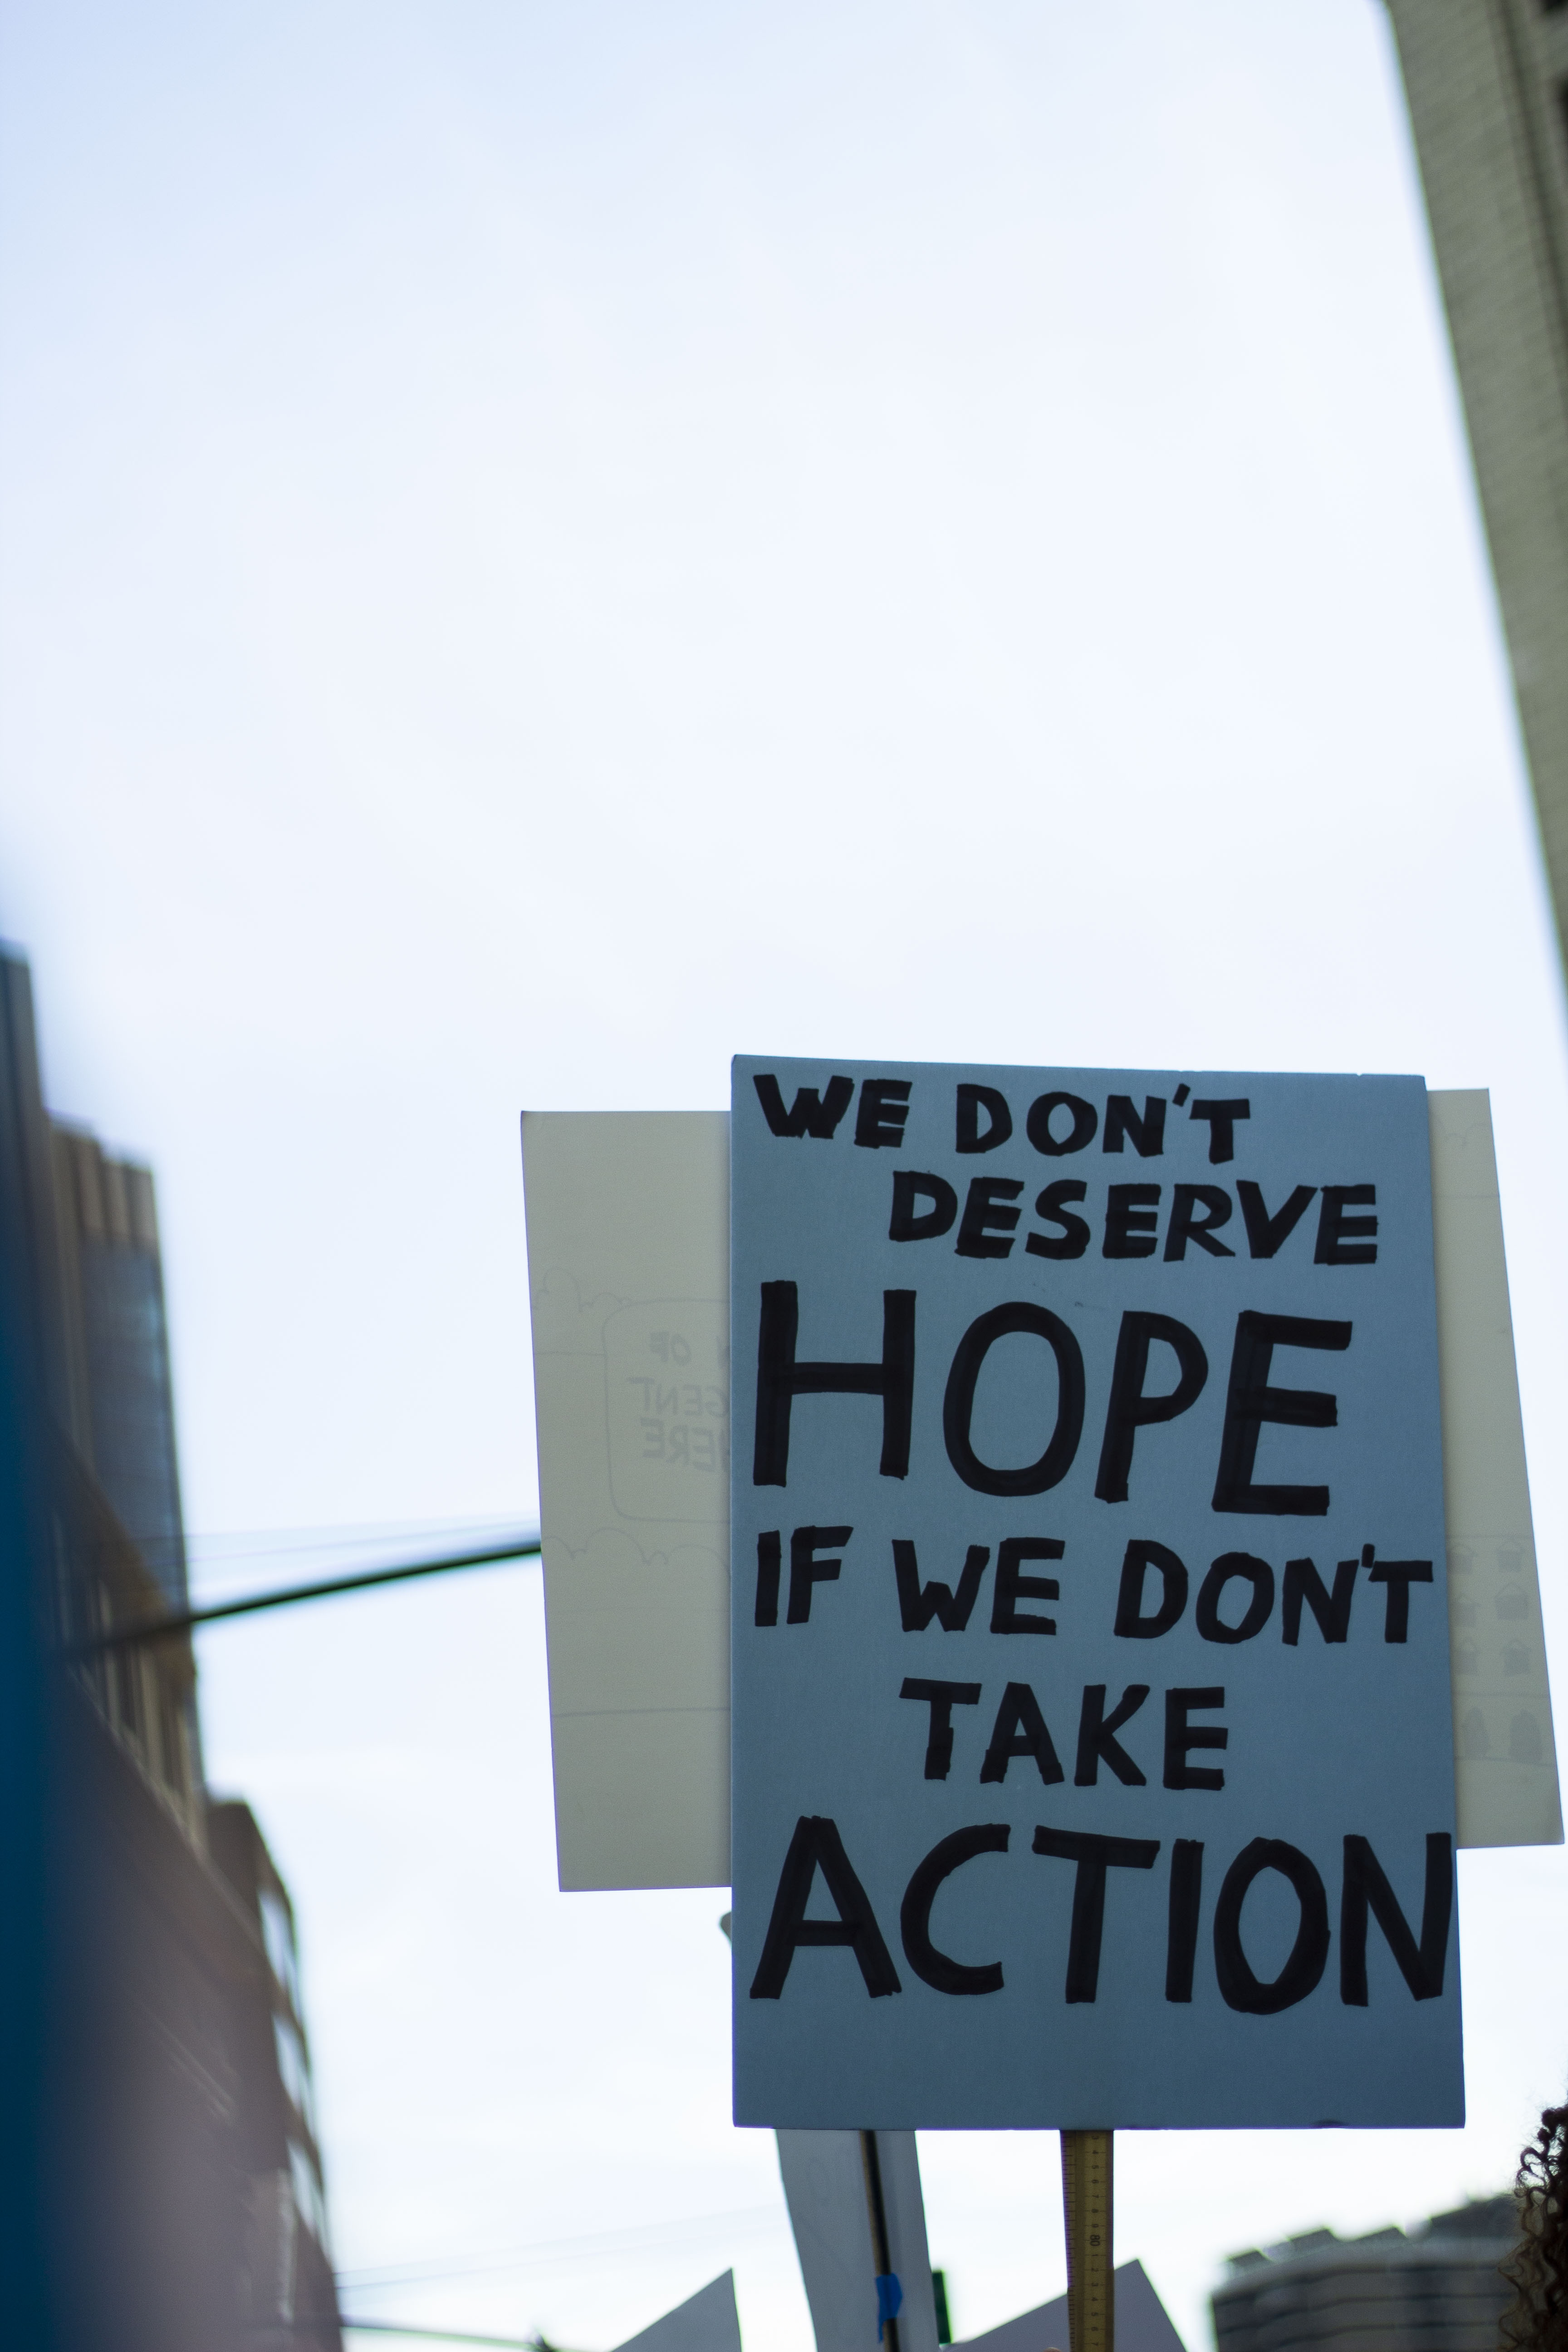 WE DON'T
DESERVE
HOPE
IF WE DON'T
TAKE
ACTION